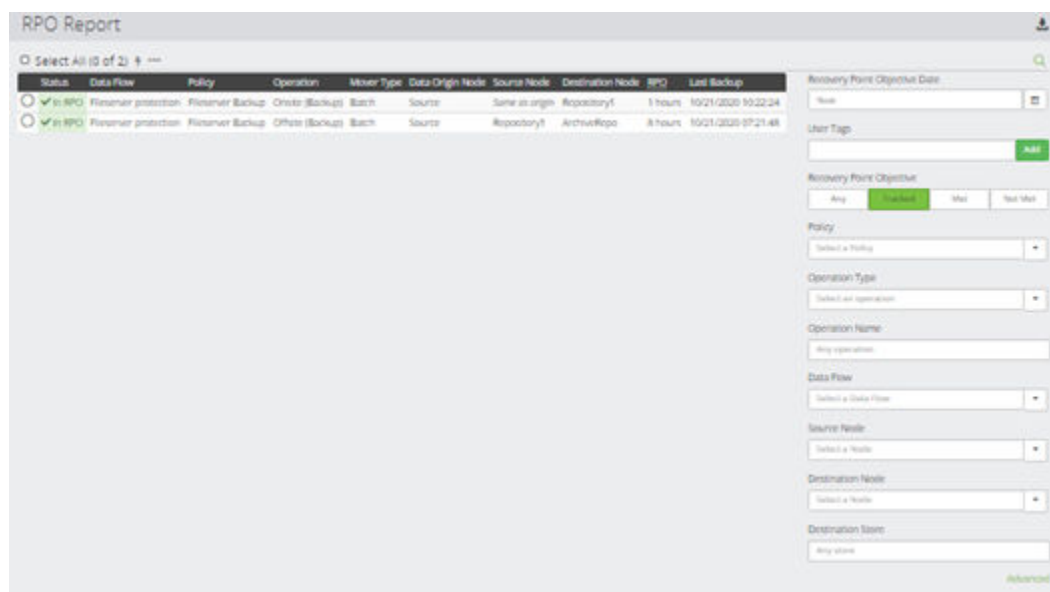 RPO Report
Select All (0 of 2)
Status Data Flow Policy Operation Mover Type Data Origin Node Source Node Destination Node RPO Last Backup
In RPO Fileserver protection Fileserver Backup Onsite (Backup) Batch Source Same as origin Repository1 1 hours 10/21/2020 10:22:24
In RPO Fileserver protection Fileserver Backup Offsite (Backup) Batch Source Repository1 ArchiveRepo 8 hours 10/21/2020 07:21:48
Recovery Point Objective Date
Now
User Tags
Add
Recovery Point Objective
Any Tracked Met Not Met
Policy
Select a Policy
Operation Type
Select an operation
Operation Name
Any operation
Data Flow
Select a Data Flow
Source Node
Select a Node
Destination Node
Select a Node
Destination Store
Any store
Advanced